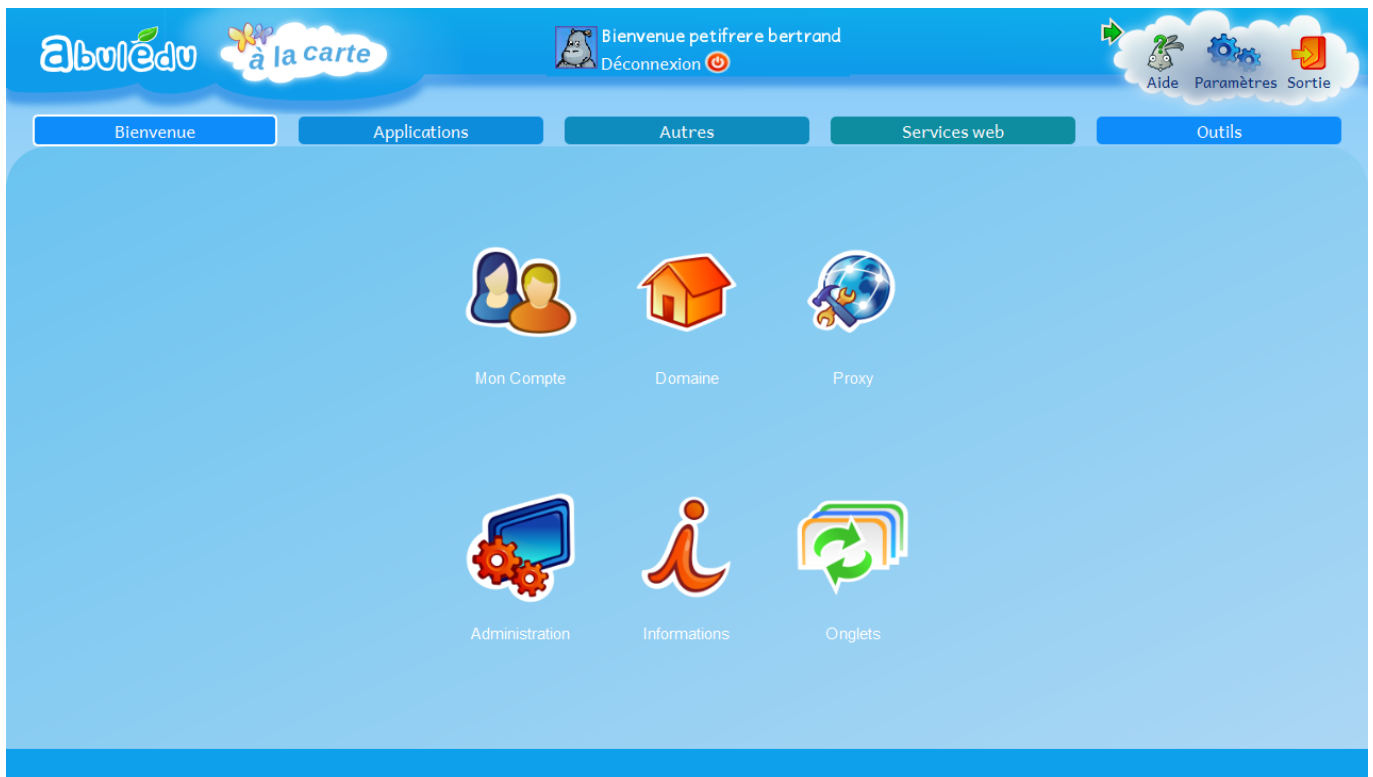 abulédu
à la carte
Bienvenue petifrere bertrand
Déconnexion
Aide Paramètres Sortie
Bienvenue Applications Autres Services web Outils
Mon Compte Domaine Proxy
Administration Informations Onglets